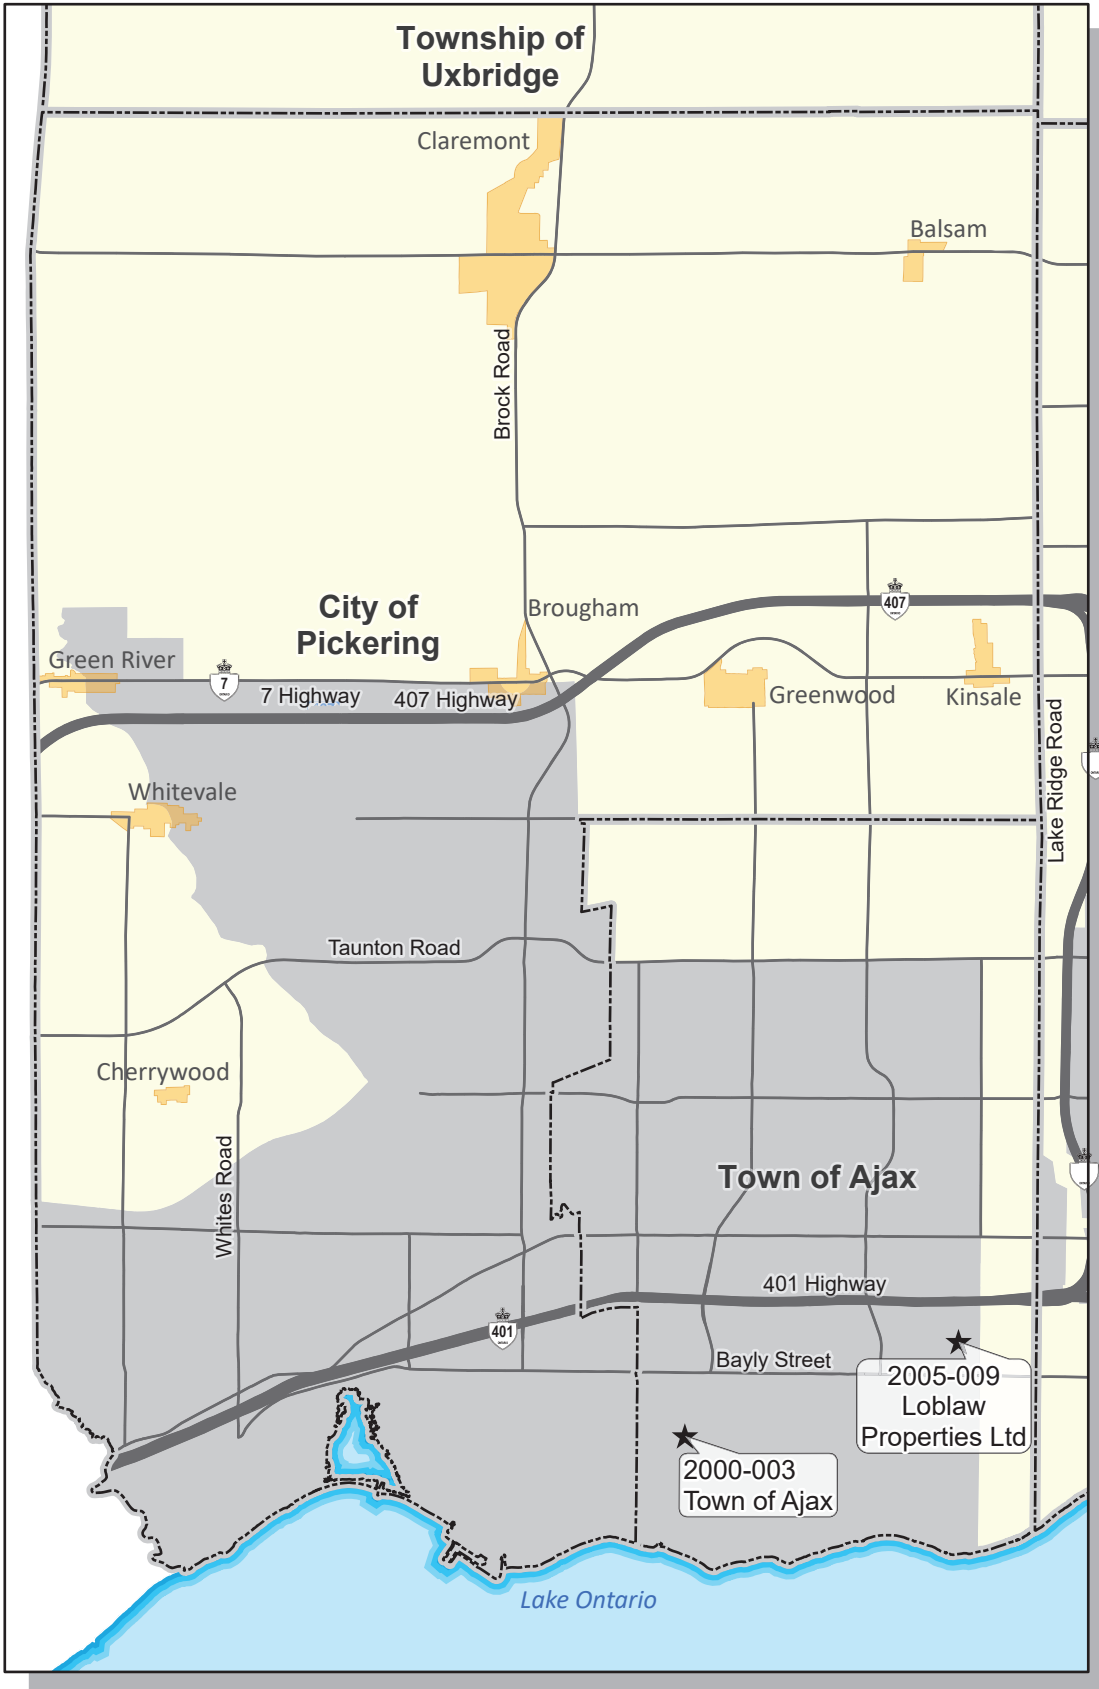 Township of
Uxbridge
Claremont
Balsam
Brock Road
City of
Pickering
Brougham
407
Green River
7
7 Highway
407 Highway
Greenwood
Kinsale
Lake Ridge Road
Whitevale
Taunton Road
Cherrywood
Whites Road
Town of Ajax
401 Highway
401
Bayly Street
2005-009
Loblaw
Properties Ltd
2000-003
Town of Ajax
Lake Ontario